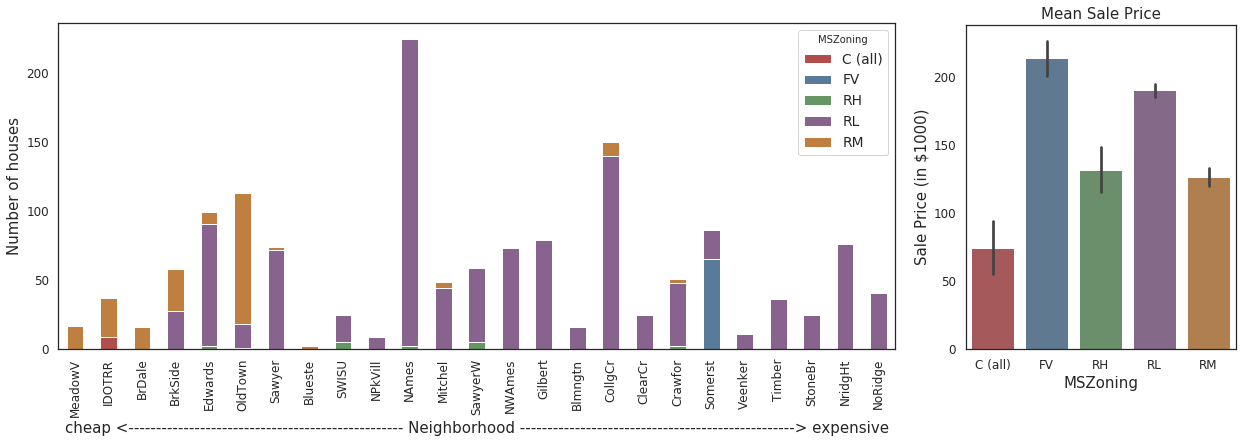 MSZoning
C (all)
FV
RH
RL
RM
Number of houses
200
150
100
50
0
MeadowV
IDOTRR
BrDale
BrkSide
Edwards
OldTown
Sawyer
Blueste
SWISU
NPkVill
NAmes
Mitchel
SawyerW
NWAmes
Gilbert
Blmngtn
CollgCr
ClearCr
Crawfor
Somerst
Veenker
Timber
StoneBr
NridgHt
NoRidge
cheap <-------------------------------------------- Neighborhood --------------------------------------------> expensive
Mean Sale Price
Sale Price (in $1000)
200
150
100
50
0
C (all)
FV
RH
RL
RM
MSZoning